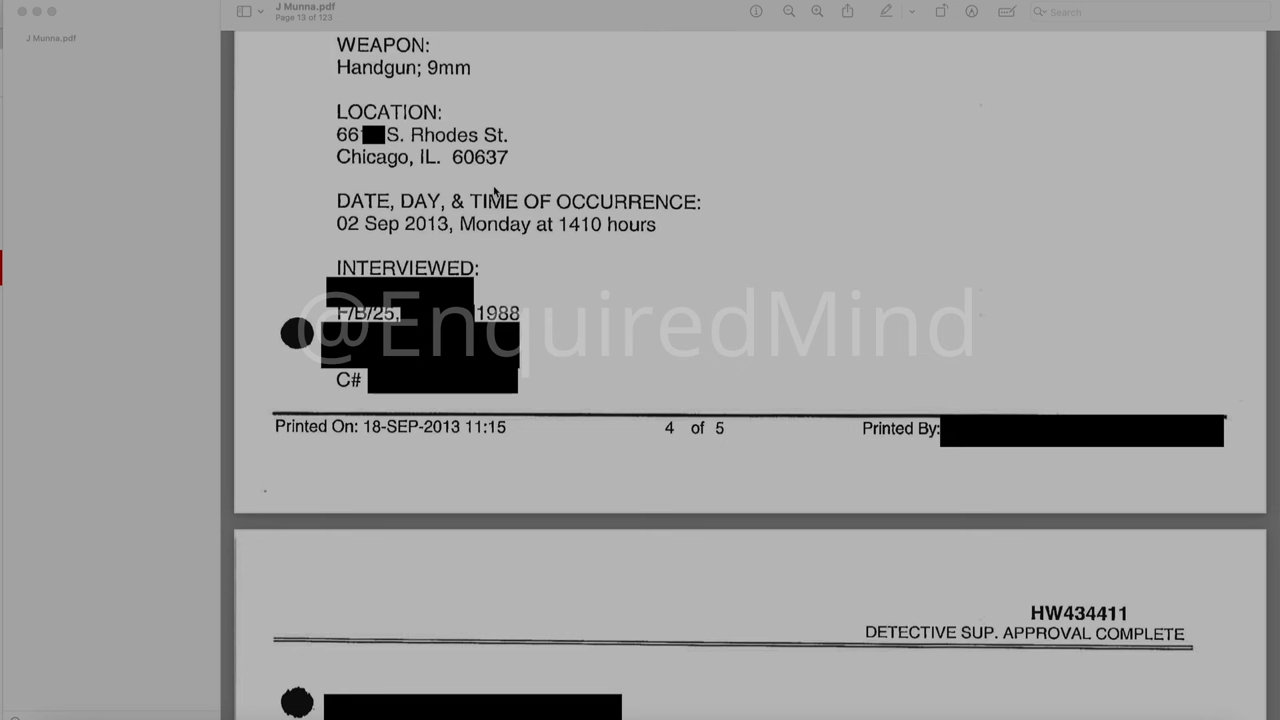 J Munna.pdf
Page 13 of 123
Search
J Munna.pdf
WEAPON:
Handgun; 9mm
LOCATION:
66 S. Rhodes St.
Chicago, IL. 60637
DATE, DAY, & TIME OF OCCURRENCE:
02 Sep 2013, Monday at 1410 hours
INTERVIEWED:
F/B/25, 1988
@EnquiredMind
C#
Printed On: 18-SEP-2013 11:15 4 of 5 Printed By:
HW434411
DETECTIVE SUP. APPROVAL COMPLETE